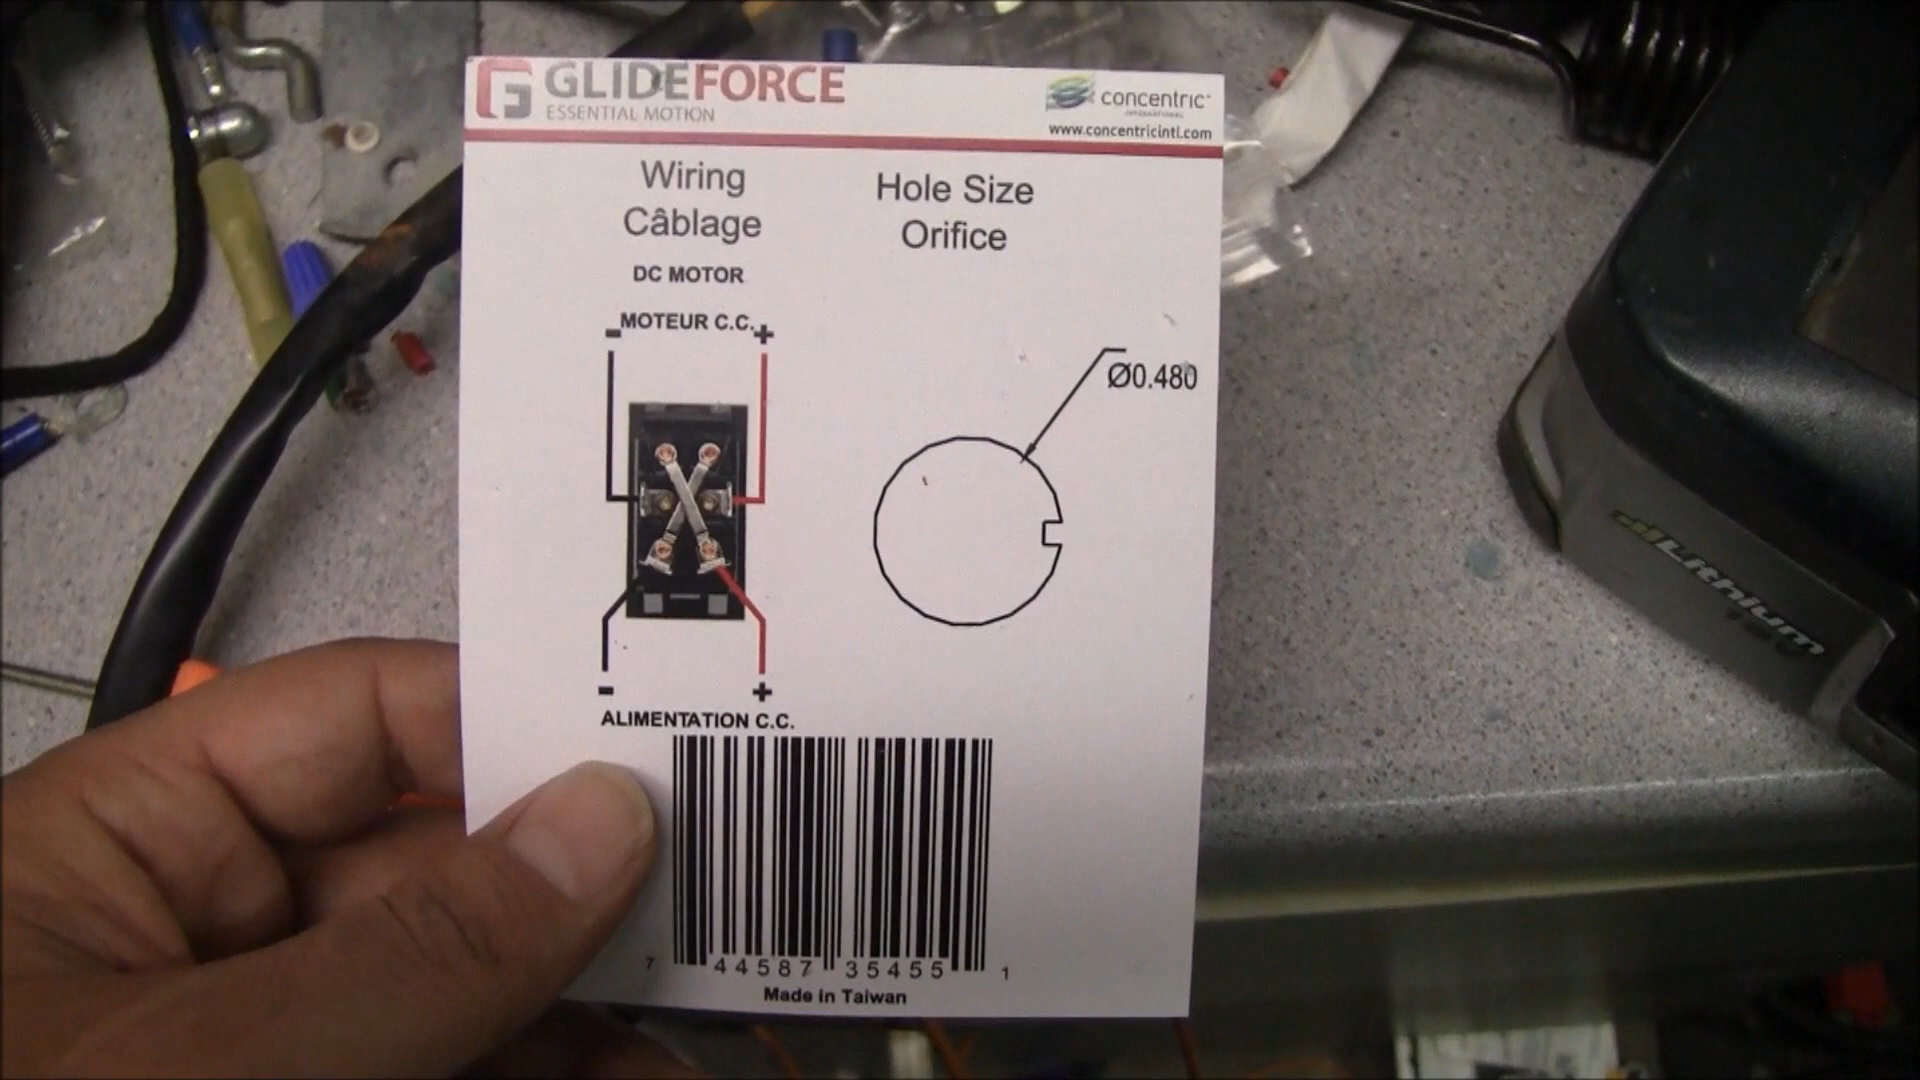 GLIDEFORCE
ESSENTIAL MOTION
concentric
INTERNATIONAL
www.concentricintl.com
Wiring
Câblage
DC MOTOR
MOTEUR C.C.
- +
Hole Size
Orifice
Ø0.480
- +
ALIMENTATION C.C.
7 44587 35455 1
Made in Taiwan
Lithium